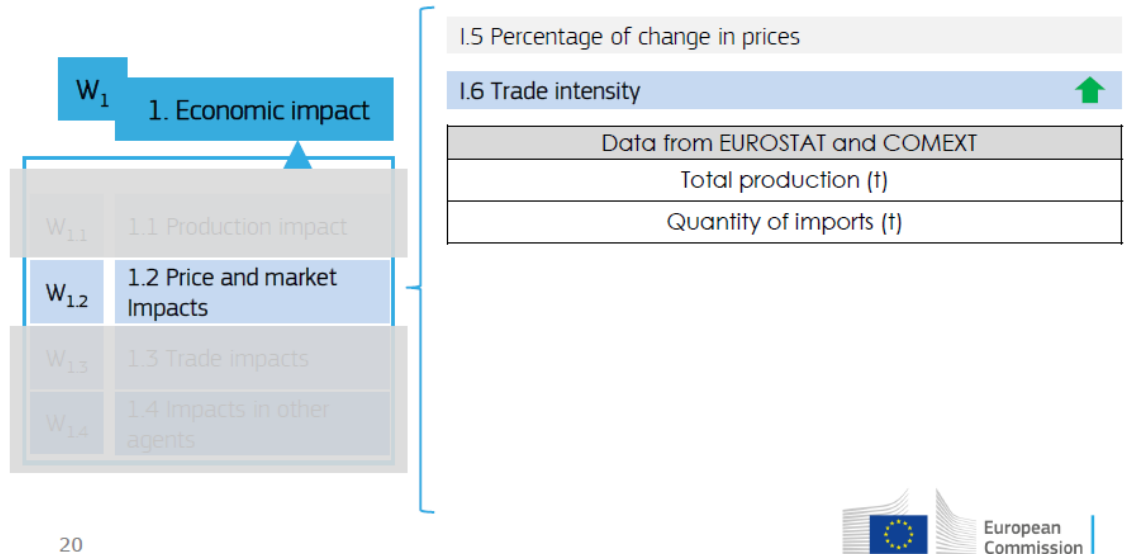 W1
1. Economic impact
W1.1
1.1 Production impact
W1.2
1.2 Price and market
Impacts
W1.3
1.3 Trade impacts
W1.4
1.4 Impacts in other
agents
I.5 Percentage of change in prices
I.6 Trade intensity
Data from EUROSTAT and COMEXT
Total production (t)
Quantity of imports (t)
20
European
Commission